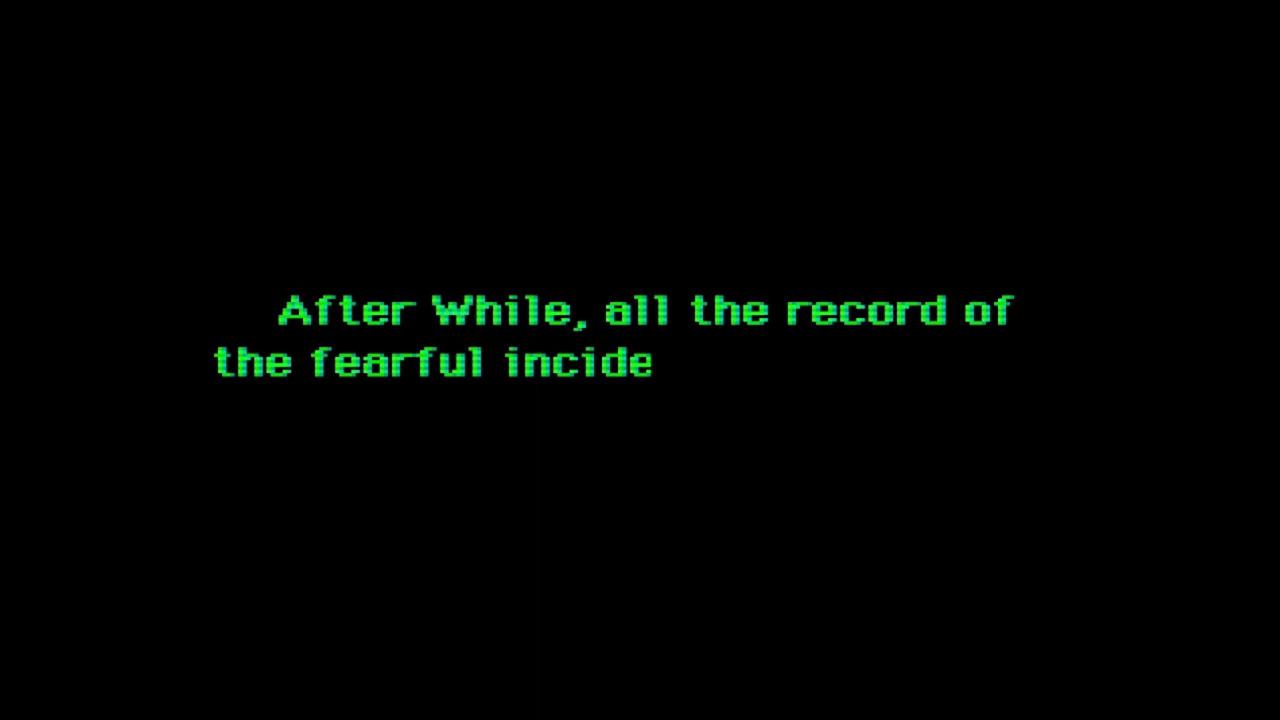 After While, all the record of
the fearful incide